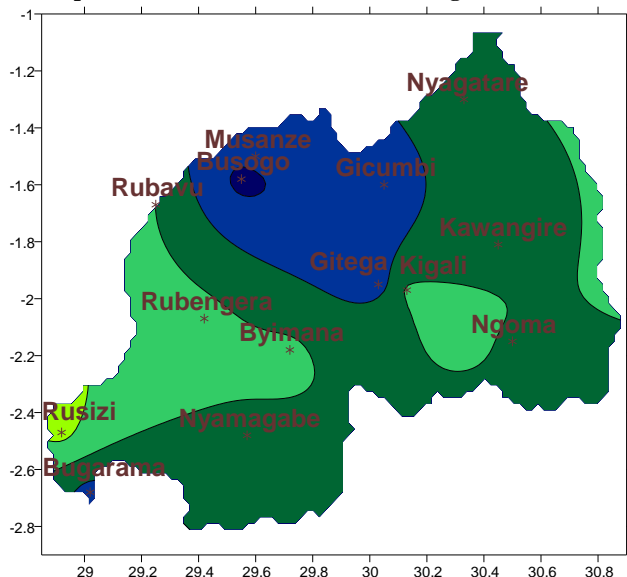 -1
Nyagatare
-1.2
-1.4
Musanze
Busogo
Gicumbi
Rubavu
-1.6
-1.8
Kawangire
Gitega
Kigali
-2
Rubengera
Byimana
Ngoma
-2.2
-2.4
Rusizi
Nyamagabe
-2.6
Bugarama
-2.8
29 29.2 29.4 29.6 29.8 30 30.2 30.4 30.6 30.8